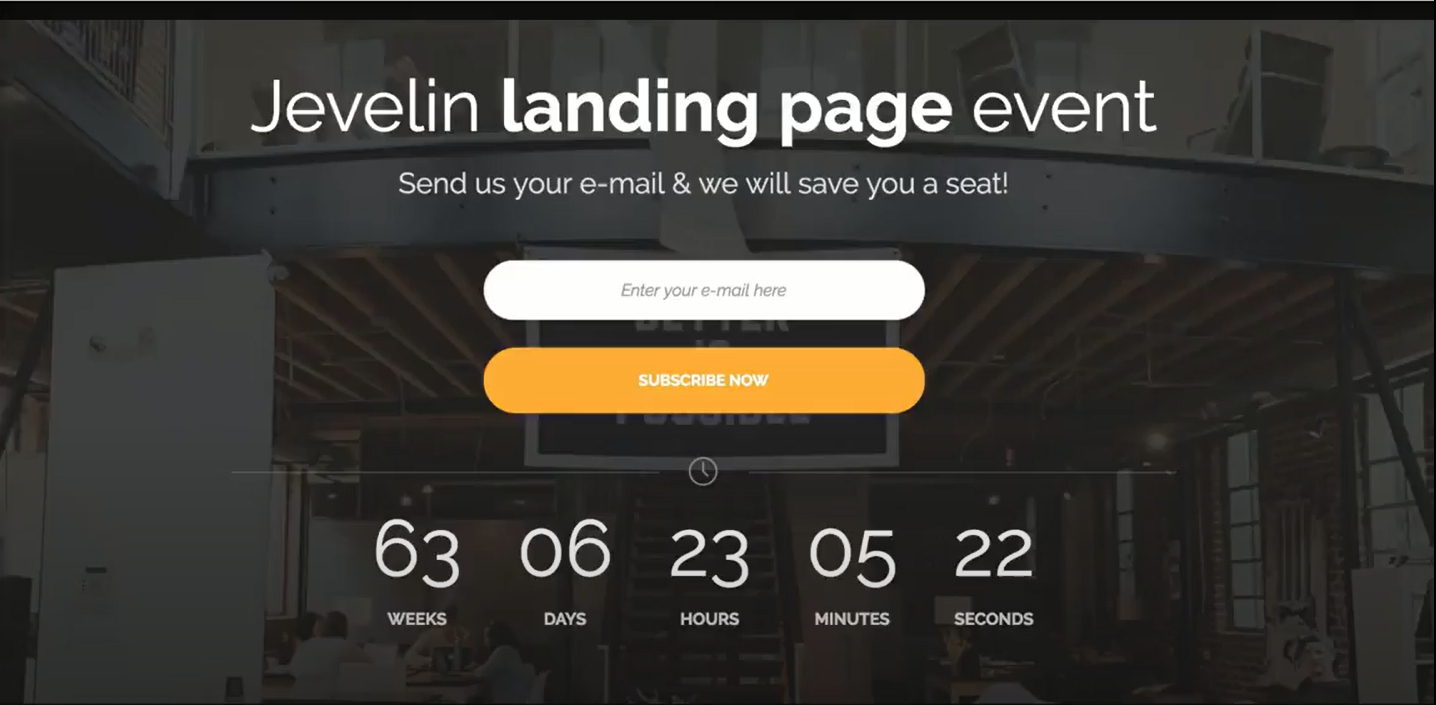 Jevelin landing page event
Send us your e-mail & we will save you a seat!
Enter your e-mail here
SUBSCRIBE NOW
63 06 23 05 22
WEEKS DAYS HOURS MINUTES SECONDS